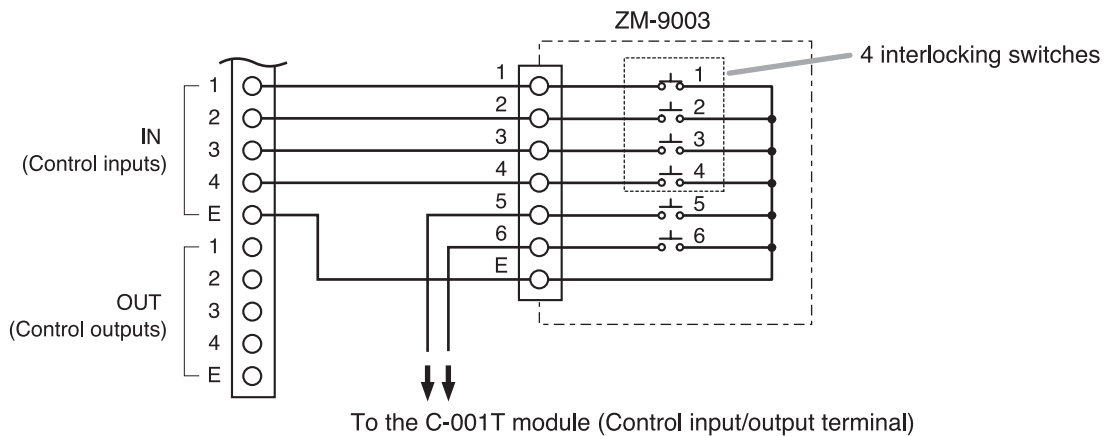 ZM-9003
4 interlocking switches
IN
(Control inputs)
1
2
3
4
E
OUT
(Control outputs)
1
2
3
4
E
1
2
3
4
5
6
E
1
2
3
4
5
6
To the C-001T module (Control input/output terminal)